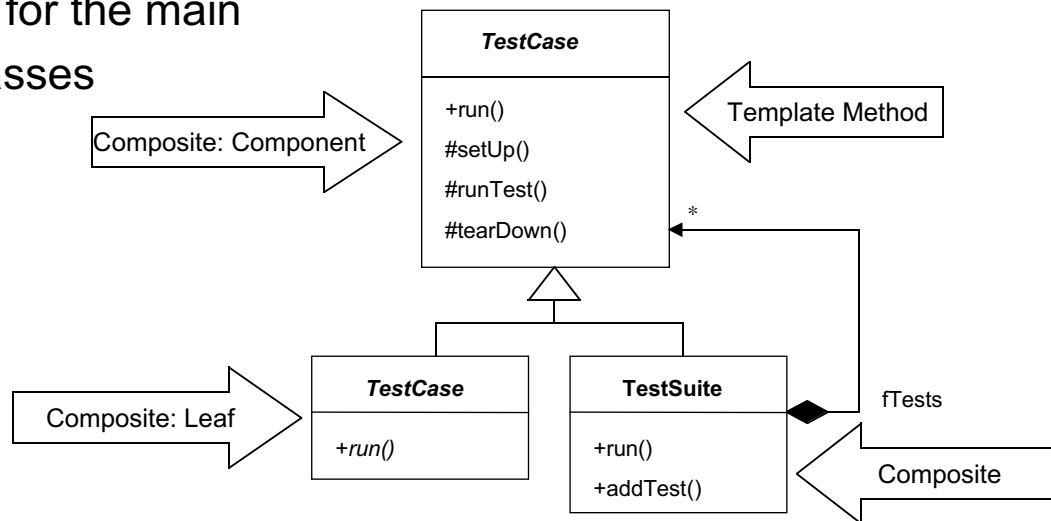 for the main
asses
TestCase
+run()
#setUp()
#runTest()
#tearDown()
Composite: Component
Template Method
*
TestCase
+run()
TestSuite
+run()
+addTest()
fTests
Composite: Leaf
Composite